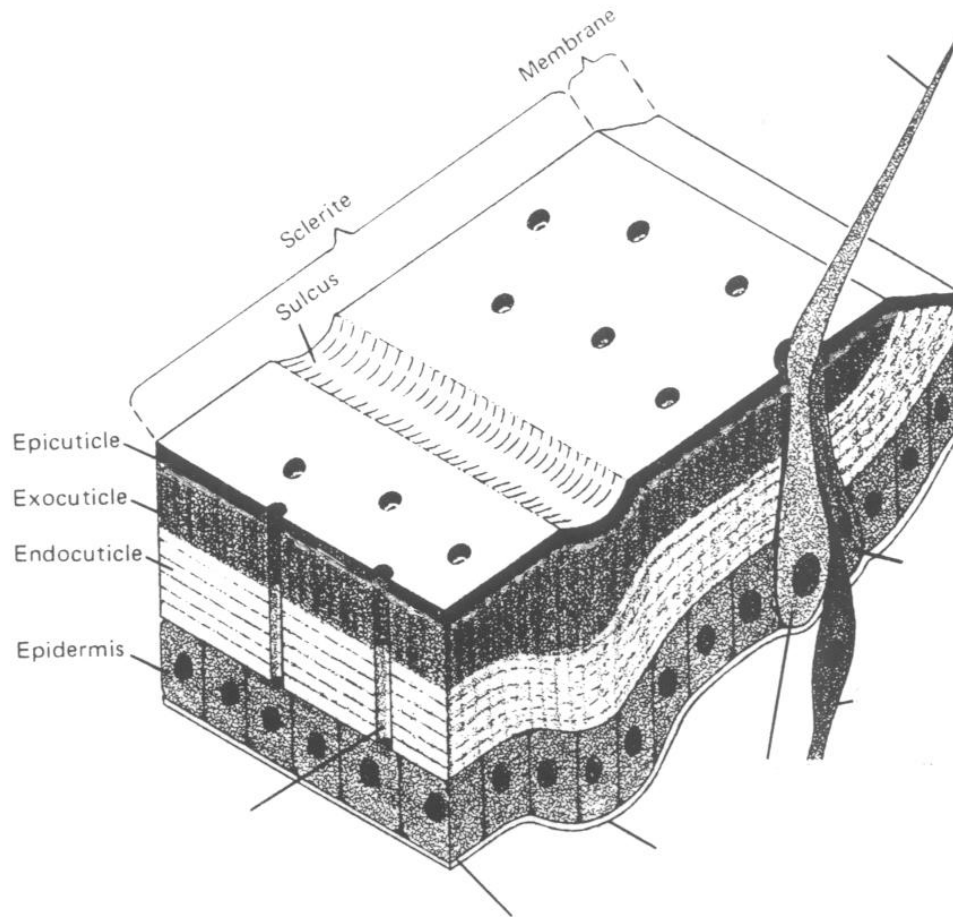 Membrane
Sclerite
Sulcus
Epicuticle
Exocuticle
Endocuticle
Epidermis